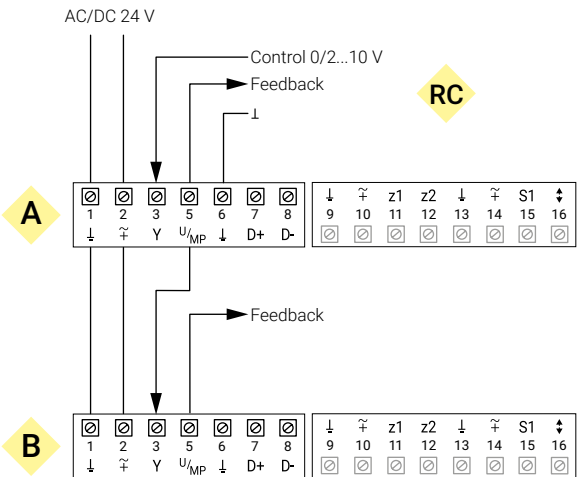 AC/DC 24 V
Control 0/2...10 V
Feedback
⊥
RC
A
1 2 3 5 6 7 8
⏚ ~∓ Y U/MP ⏚ D+ D-
⏚ ~∓ z1 z2 ⏚ ~∓ S1 ⬍
9 10 11 12 13 14 15 16
Feedback
B
1 2 3 5 6 7 8
⏚ ~∓ Y U/MP ⏚ D+ D-
⏚ ~∓ z1 z2 ⏚ ~∓ S1 ⬍
9 10 11 12 13 14 15 16